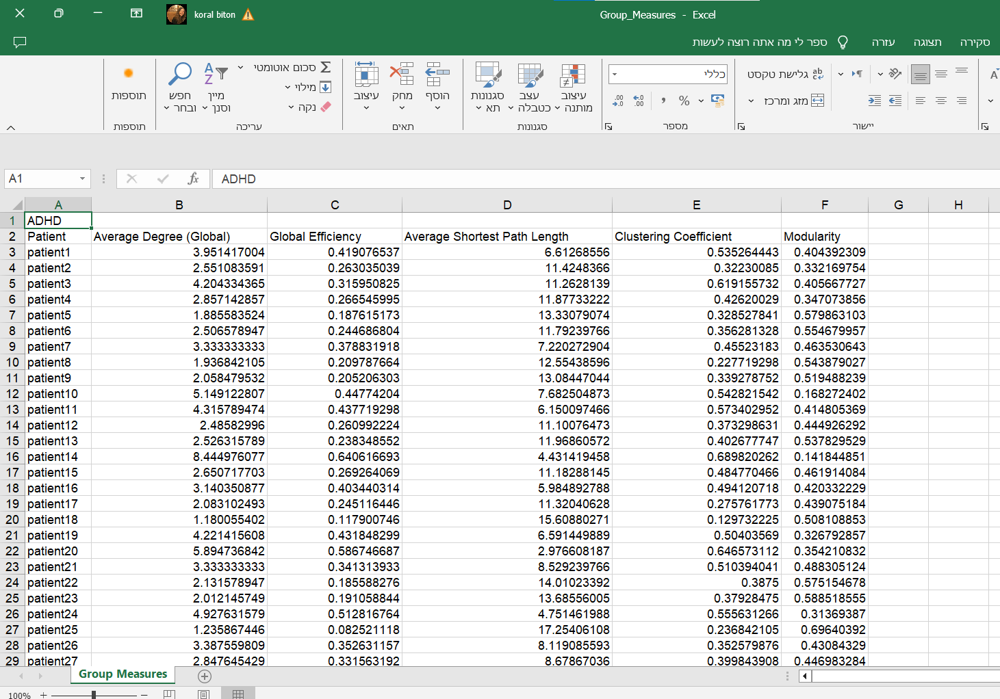 koral biton
Group_Measures - Excel
סקירה תצוגה עזרה ספר לי מה אתה רוצה לעשות
גלישת טקסט
מזג ומרכז
יישור
כללי
%
מספר
עיצוב מותנה
עצב כטבלה
סגנונות תא
סגנונות
הוסף
מחק
עיצוב
תאים
סכום אוטומטי
מילוי
נקה
מיין וסנן
חפש ובחר
עריכה
תוספות
תוספות
A1 fx ADHD
A B C D E F G H
1 ADHD
2 Patient Average Degree (Global) Global Efficiency Average Shortest Path Length Clustering Coefficient Modularity
3 patient1 3.951417004 0.419076537 6.61268556 0.535264443 0.404392309
4 patient2 2.551083591 0.263035039 11.4248366 0.32230085 0.332169754
5 patient3 4.204334365 0.315950825 11.2628139 0.619155732 0.405667727
6 patient4 2.857142857 0.266545995 11.87733222 0.42620029 0.347073856
7 patient5 1.885583524 0.187615173 13.33079074 0.328527841 0.579863103
8 patient6 2.506578947 0.244686804 11.79239766 0.356281328 0.554679957
9 patient7 3.333333333 0.378831918 7.220272904 0.45523183 0.463530643
10 patient8 1.936842105 0.209787664 12.55438596 0.227719298 0.543879027
11 patient9 2.058479532 0.205206303 13.08447044 0.339278752 0.519488239
12 patient10 5.149122807 0.44774204 7.682504873 0.542821542 0.168272402
13 patient11 4.315789474 0.437719298 6.150097466 0.573402952 0.414805369
14 patient12 2.48582996 0.260992224 11.10076473 0.373298631 0.444926292
15 patient13 2.526315789 0.238348552 11.96860572 0.402677747 0.537829529
16 patient14 8.444976077 0.640616693 4.431419458 0.689820262 0.141844851
17 patient15 2.650717703 0.269264069 11.18288145 0.484770466 0.461914084
18 patient16 3.140350877 0.403440314 5.984892788 0.494120718 0.420332229
19 patient17 2.083102493 0.245116446 11.32040628 0.275761773 0.439075184
20 patient18 1.180055402 0.117900746 15.60880271 0.129732225 0.508108853
21 patient19 4.221415608 0.431848299 6.591449889 0.50403569 0.326792857
22 patient20 5.894736842 0.586746687 2.976608187 0.646573112 0.354210832
23 patient21 3.333333333 0.341313933 8.529239766 0.510394041 0.488305124
24 patient22 2.131578947 0.185588276 14.01023392 0.3875 0.575154678
25 patient23 2.012145749 0.191058844 13.68556005 0.37928475 0.588518555
26 patient24 4.927631579 0.512816764 4.751461988 0.555631266 0.31369387
27 patient25 1.235867446 0.082521118 17.25406108 0.236842105 0.69640392
28 patient26 3.387559809 0.352631157 8.119085593 0.352579876 0.43084329
29 patient27 2.847645429 0.331563192 8.67867036 0.399843908 0.446983284
Group Measures
100%